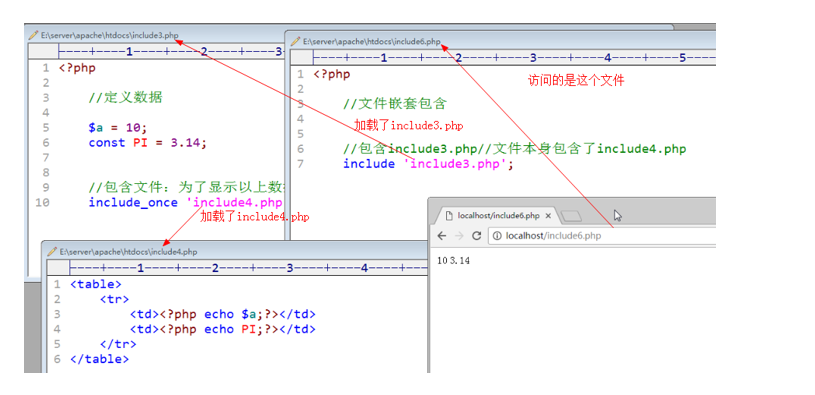 E:\server\apache\htdocs\include3.php
----+----1----+----2----+----3
1 <?php
2
3 //定义数据
4
5 $a = 10;
6 const PI = 3.14;
7
8
9 //包含文件：为了显示以上数
10 include_once 'include4.php
加载了include4.php
E:\server\apache\htdocs\include6.php
----+----1----+----2----+----3----+----4----+----5----
1 <?php
2
访问的是这个文件
3 //文件嵌套包含
4
加载了include3.php
5
6 //包含include3.php//文件本身包含了include4.php
7 include 'include3.php';
E:\server\apache\htdocs\include4.php
----+----1----+----2----+----3----+----4----+---
1 <table>
2 <tr>
3 <td><?php echo $a;?></td>
4 <td><?php echo PI;?></td>
5 </tr>
6 </table>
localhost/include6.php
localhost/include6.php
10 3.14